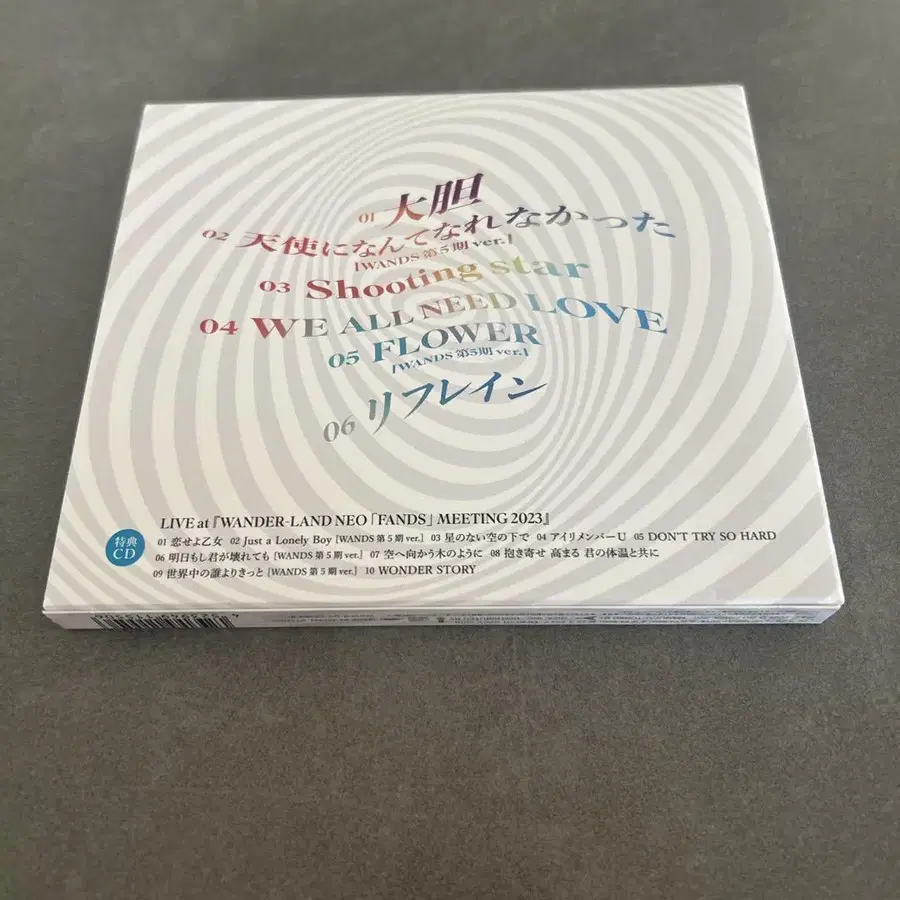 01 大胆
02 天使になんてなれなかった
[WANDS 第5期 ver.]
03 Shooting star
04 WE ALL NEED LOVE
05 FLOWER
[WANDS 第5期 ver.]
06 リフレイン
特典
CD
LIVE at『WANDER-LAND NEO「FANDS」MEETING 2023』
01 恋せよ乙女 02 Just a Lonely Boy [WANDS 第5期 ver.] 03 星のない空の下で 04 アイリメンバーU 05 DON'T TRY SO HARD
06 明日もし君が壊れても [WANDS 第5期 ver.] 07 空へ向かう木のように 08 抱き寄せ 高まる 君の体温と共に
09 世界中の誰よりきっと [WANDS 第5期 ver.] 10 WONDER STORY